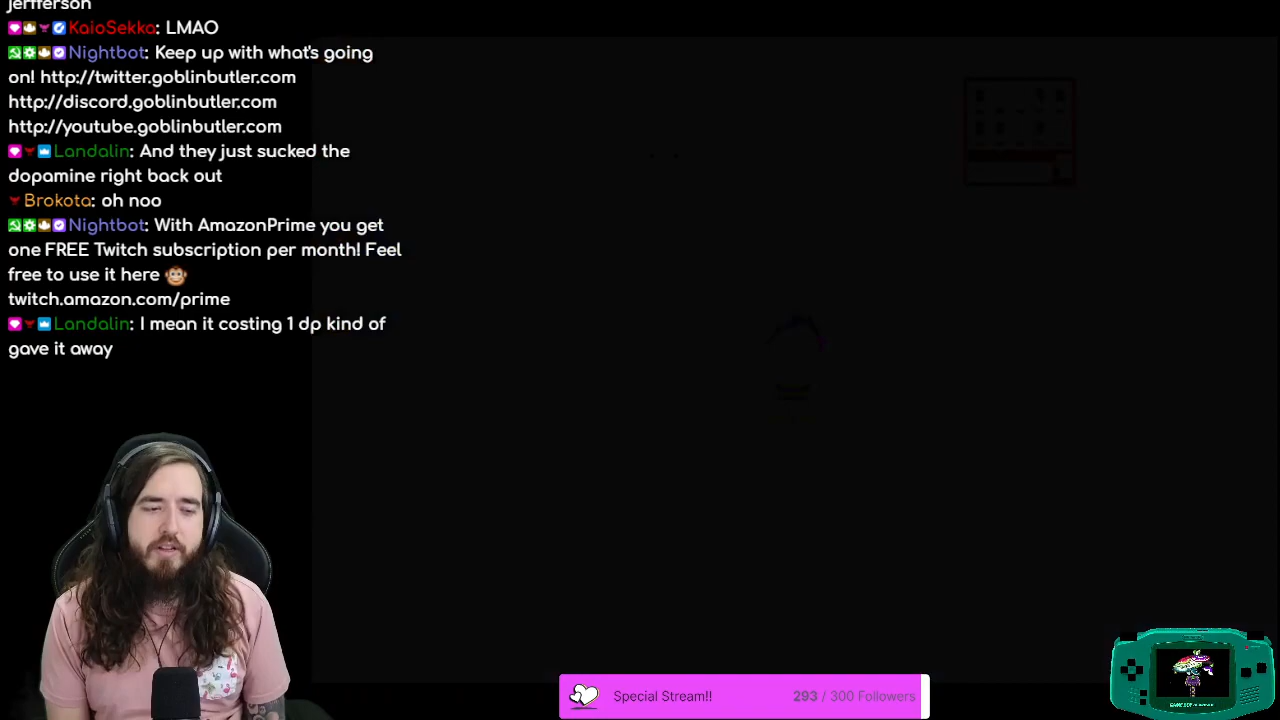 jerfferson
KaioSekko: LMAO
Nightbot: Keep up with what's going
on! http://twitter.goblinbutler.com
http://discord.goblinbutler.com
http://youtube.goblinbutler.com
Landalin: And they just sucked the
dopamine right back out
Brokota: oh noo
Nightbot: With AmazonPrime you get
one FREE Twitch subscription per month! Feel
free to use it here 🐵
twitch.amazon.com/prime
Landalin: I mean it costing 1 dp kind of
gave it away
Special Stream!! 293 / 300 Followers